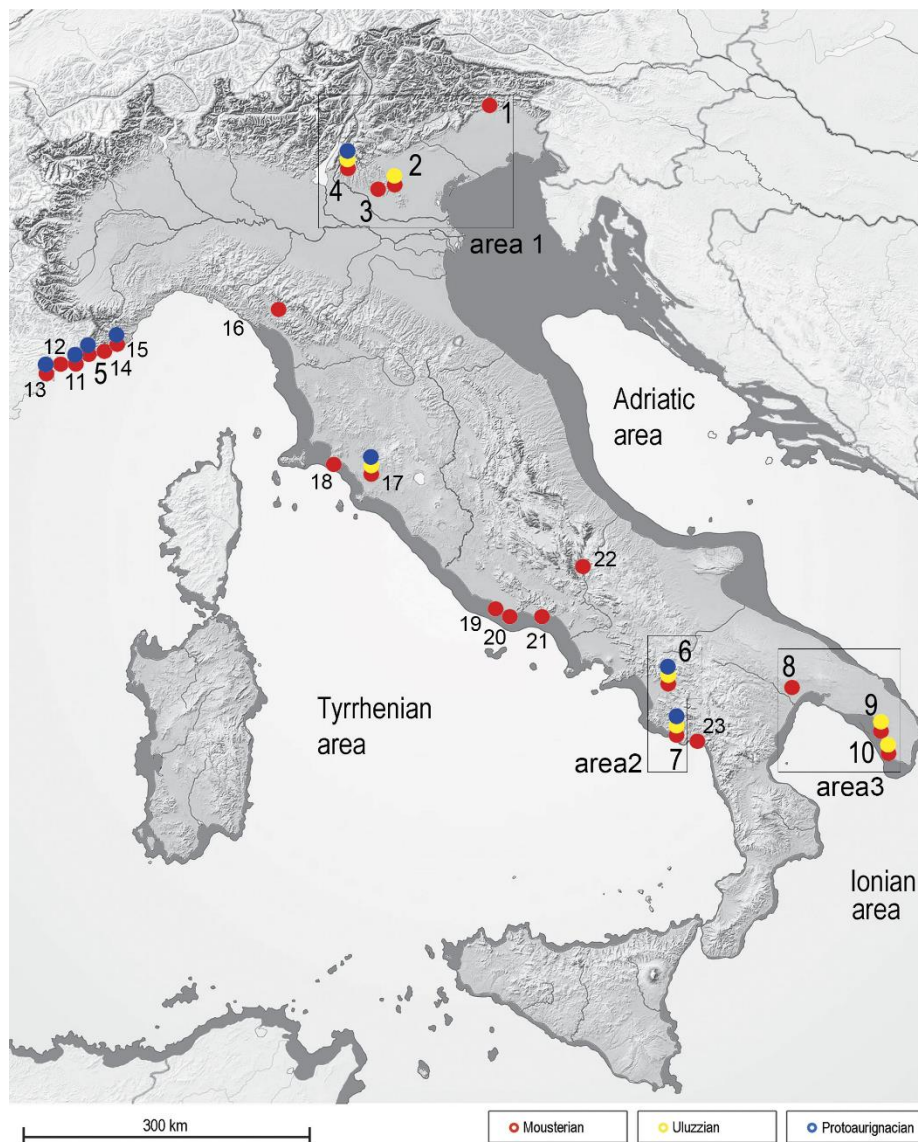 1
2
4
3
area 1
16
12
15
5
14
13
11
Adriatic
area
18
17
22
19
20
21
6
8
9
Tyrrhenian
area
23
10
area2
7
area3
Ionian
area
300 km
Mousterian
Uluzzian
Protoaurignacian